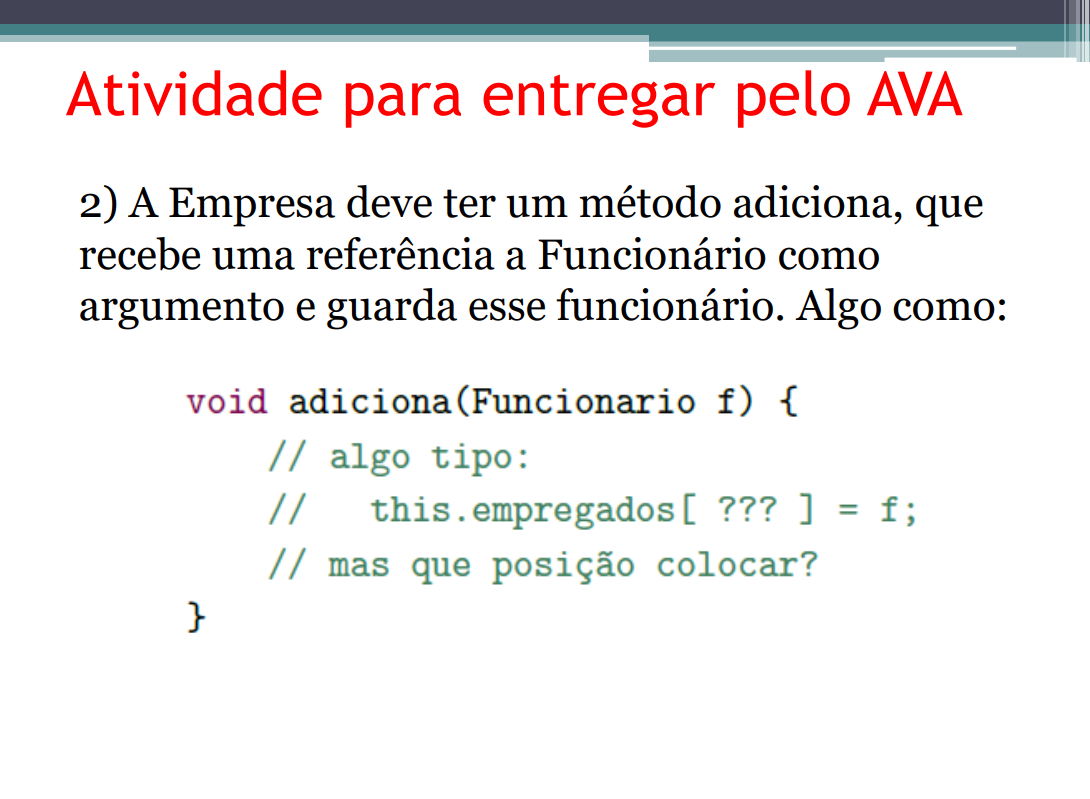 Atividade para entregar pelo AVA
2) A Empresa deve ter um método adiciona, que
recebe uma referência a Funcionário como
argumento e guarda esse funcionário. Algo como:
void adiciona(Funcionario f) {
    // algo tipo:
    //   this.empregados[ ??? ] = f;
    // mas que posição colocar?
}